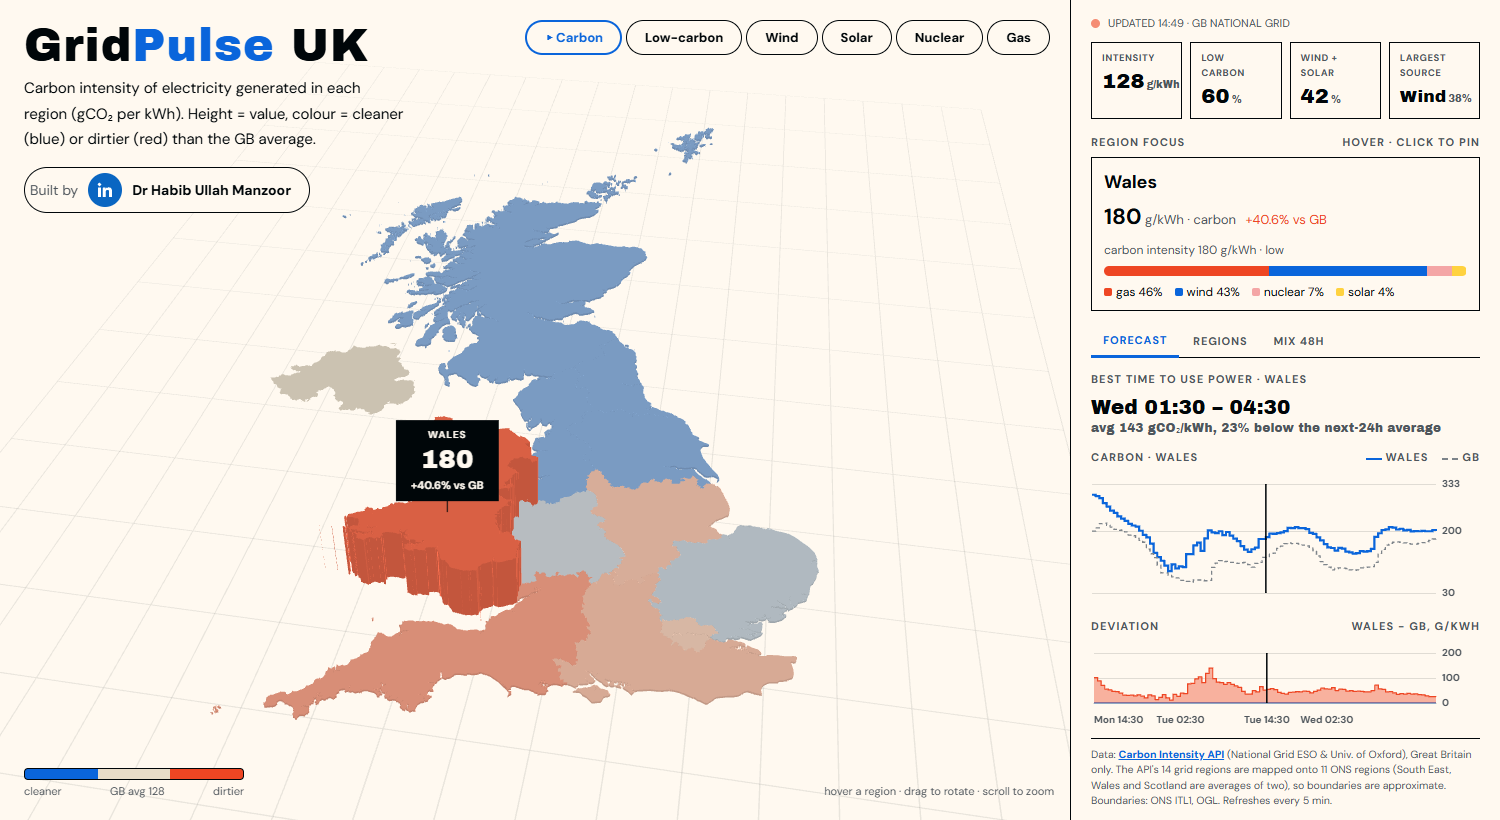 GridPulse UK
Carbon intensity of electricity generated in each
region (gCO₂ per kWh). Height = value, colour = cleaner
(blue) or dirtier (red) than the GB average.
Built by in Dr Habib Ullah Manzoor
Carbon Low-carbon Wind Solar Nuclear Gas
WALES
180
+40.6% vs GB
cleaner GB avg 128 dirtier
hover a region · drag to rotate · scroll to zoom
UPDATED 14:49 · GB NATIONAL GRID
INTENSITY
128 g/kWh
LOW
CARBON
60 %
WIND +
SOLAR
42 %
LARGEST
SOURCE
Wind 38%
REGION FOCUS HOVER · CLICK TO PIN
Wales
180 g/kWh · carbon +40.6% vs GB
carbon intensity 180 g/kWh · low
gas 46% wind 43% nuclear 7% solar 4%
FORECAST REGIONS MIX 48H
BEST TIME TO USE POWER · WALES
Wed 01:30 – 04:30
avg 143 gCO₂/kWh, 23% below the next-24h average
CARBON · WALES WALES GB
333
200
30
DEVIATION WALES – GB, G/KWH
200
100
0
Mon 14:30 Tue 02:30 Tue 14:30 Wed 02:30
Data: Carbon Intensity API (National Grid ESO & Univ. of Oxford), Great Britain
only. The API's 14 grid regions are mapped onto 11 ONS regions (South East,
Wales and Scotland are averages of two), so boundaries are approximate.
Boundaries: ONS ITL1, OGL. Refreshes every 5 min.